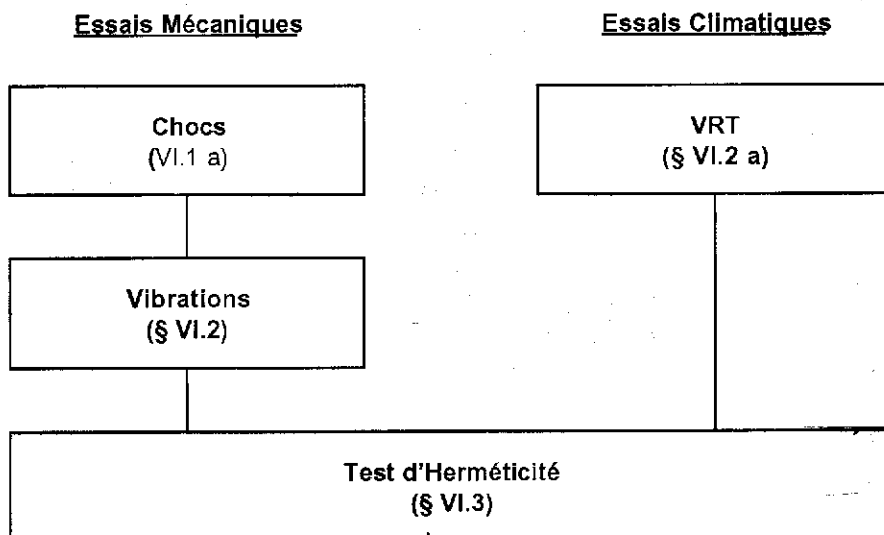 Essais Mécaniques
Essais Climatiques
Chocs
(VI.1 a)
VRT
(§ VI.2 a)
Vibrations
(§ VI.2)
Test d'Herméticité
(§ VI.3)